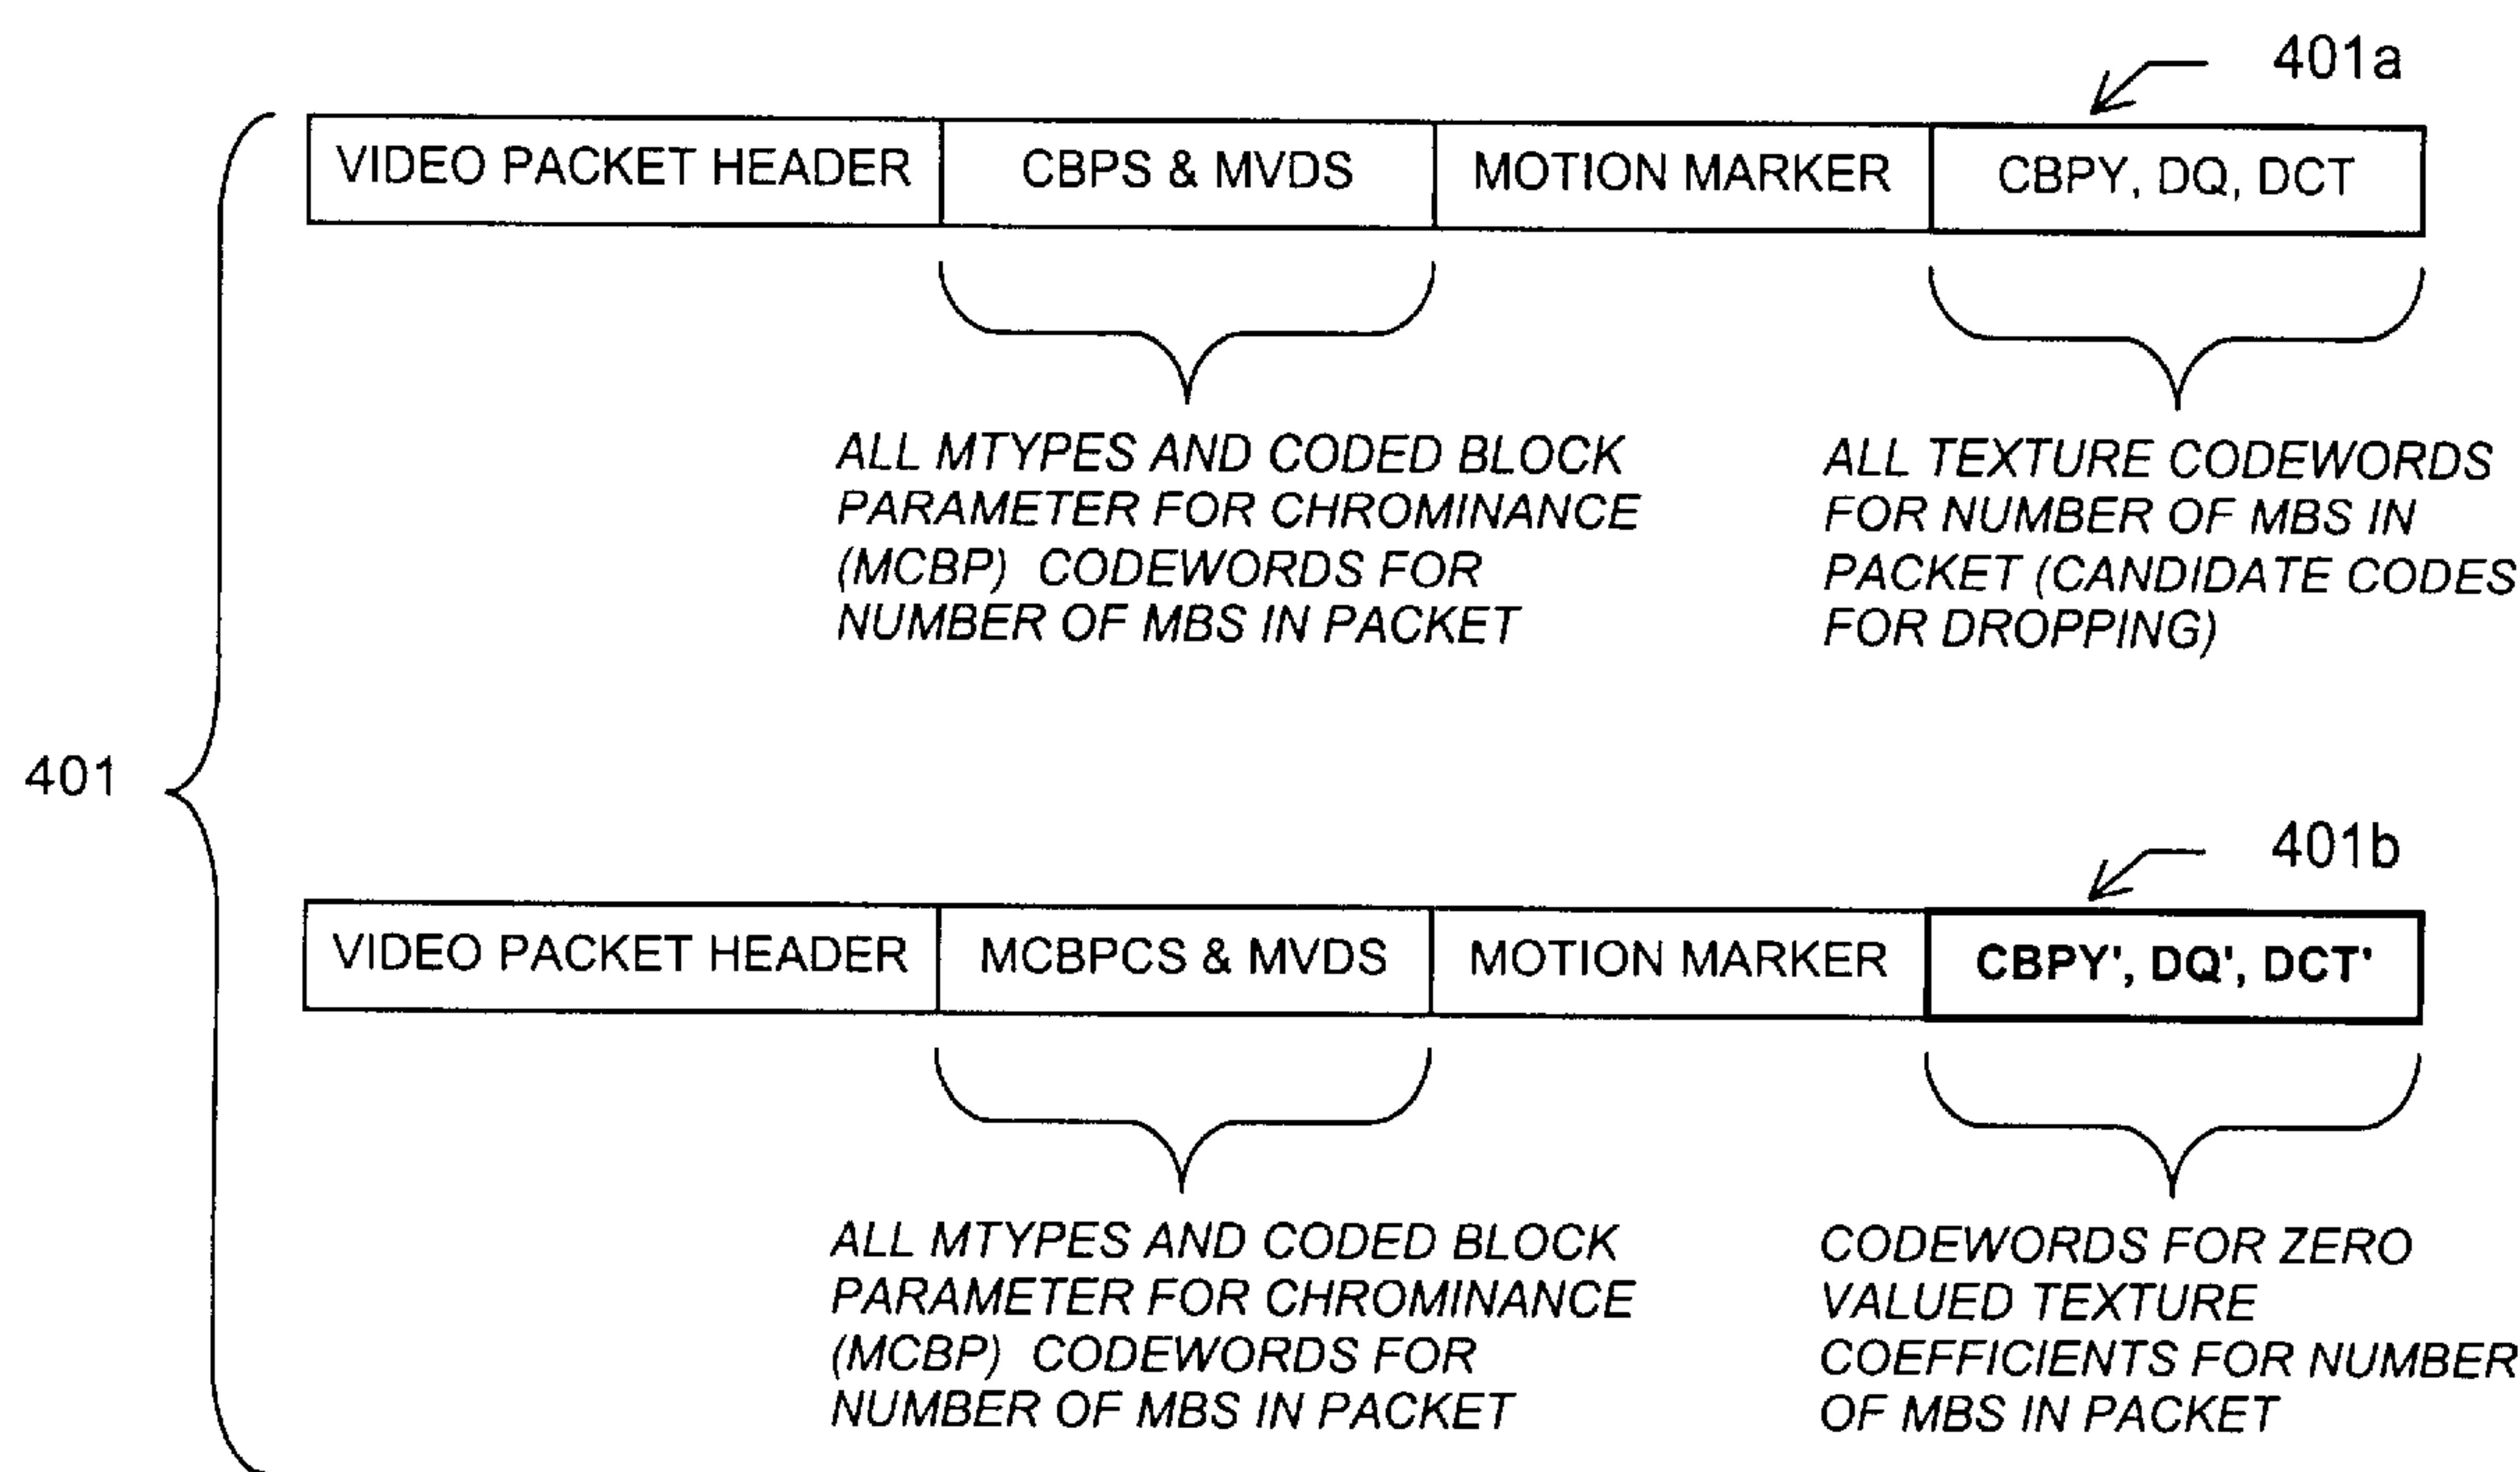 401a
VIDEO PACKET HEADER CBPS & MVDS MOTION MARKER CBPY, DQ, DCT
ALL MTYPES AND CODED BLOCK
PARAMETER FOR CHROMINANCE
(MCBP) CODEWORDS FOR
NUMBER OF MBS IN PACKET
ALL TEXTURE CODEWORDS
FOR NUMBER OF MBS IN
PACKET (CANDIDATE CODES
FOR DROPPING)
401
401b
VIDEO PACKET HEADER MCBPCS & MVDS MOTION MARKER CBPY', DQ', DCT'
ALL MTYPES AND CODED BLOCK
PARAMETER FOR CHROMINANCE
(MCBP) CODEWORDS FOR
NUMBER OF MBS IN PACKET
CODEWORDS FOR ZERO
VALUED TEXTURE
COEFFICIENTS FOR NUMBER
OF MBS IN PACKET